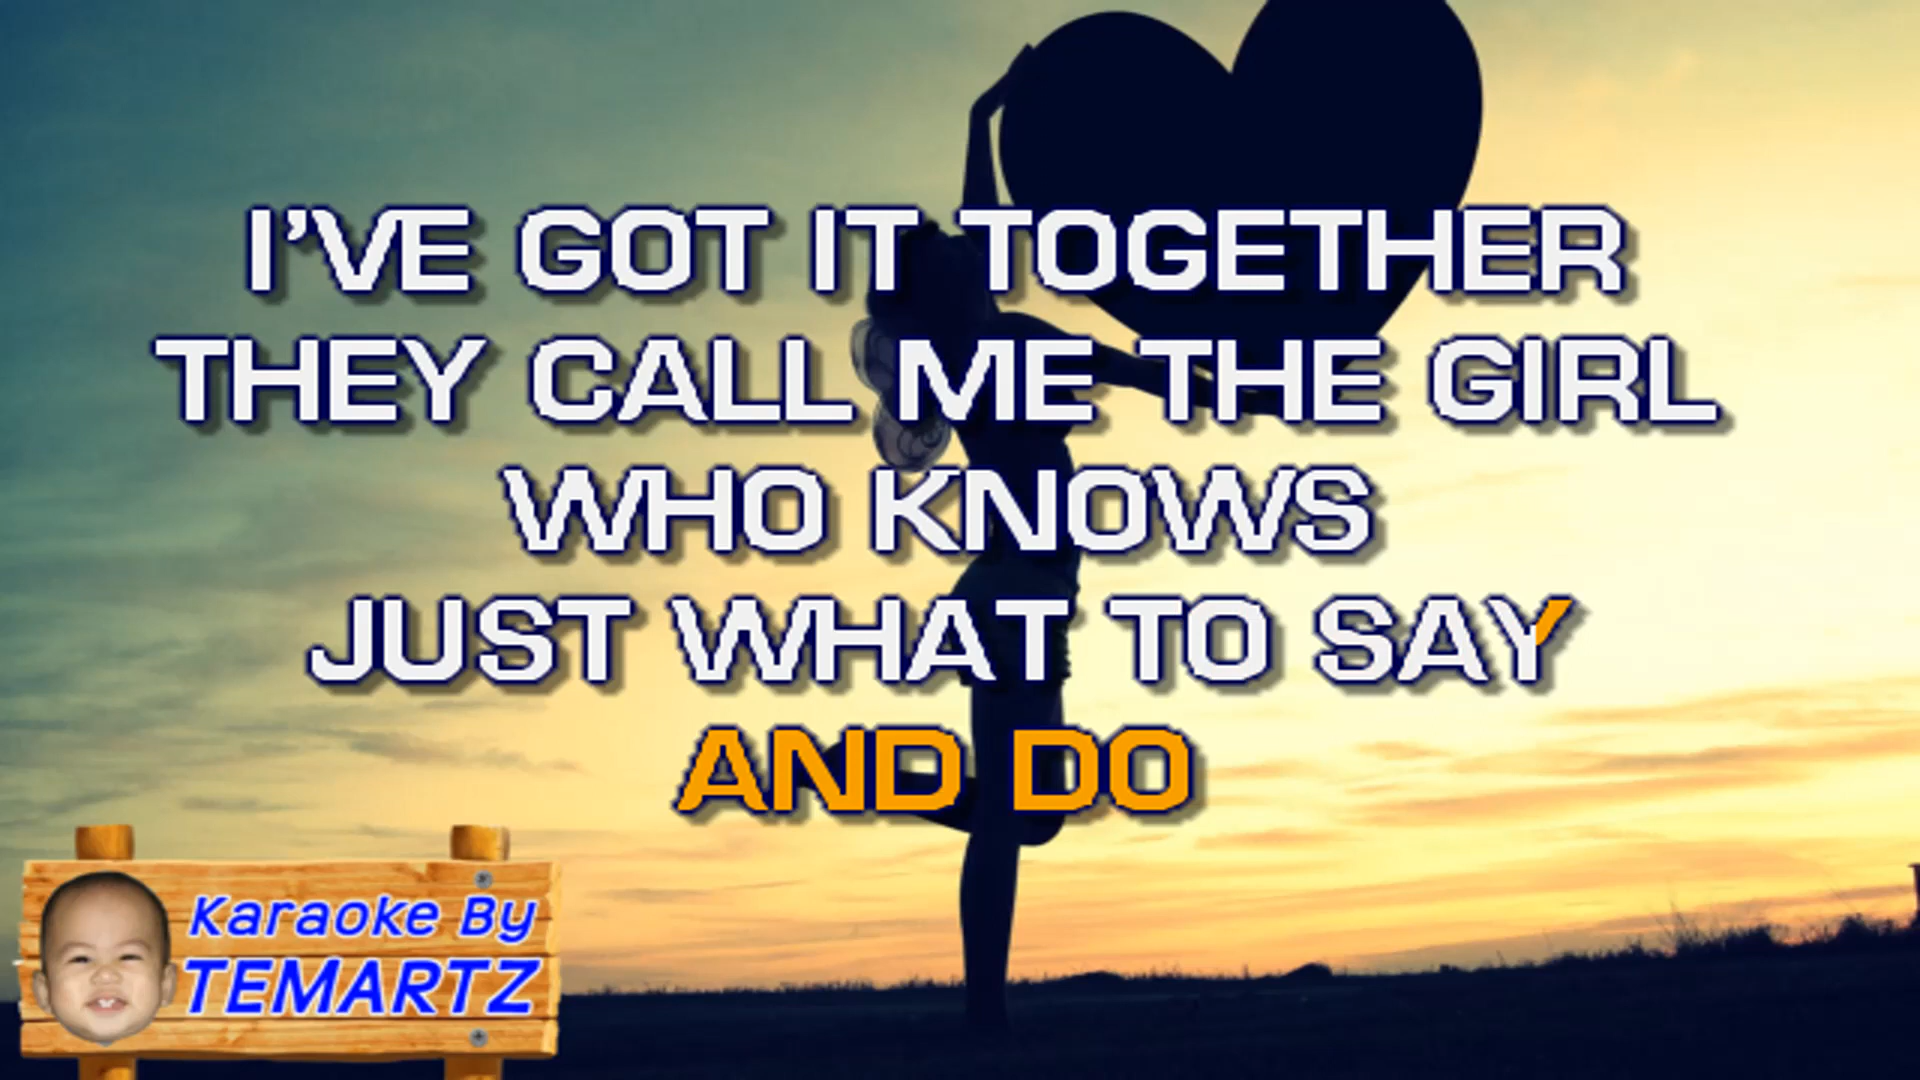 I'VE GOT IT TOGETHER
THEY CALL ME THE GIRL
WHO KNOWS
JUST WHAT TO SAY
AND DO
Karaoke By
TEMARTZ